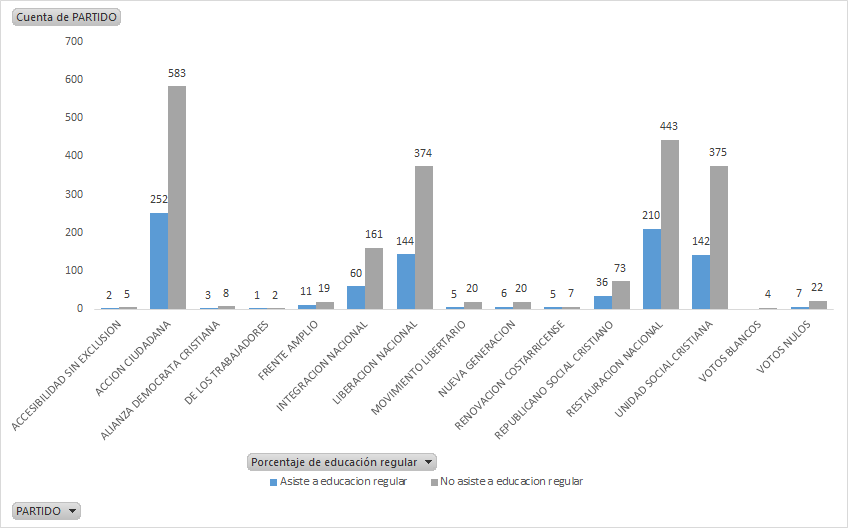 Cuenta de PARTIDO
700
600
500
400
300
200
100
0
2 5
252 583
3 8
1 2
11 19
60 161
144 374
5 20
6 20
5 7
36 73
210 443
142 375
4
7 22
ACCESIBILIDAD SIN EXCLUSION
ACCION CIUDADANA
ALIANZA DEMOCRATA CRISTIANA
DE LOS TRABAJADORES
FRENTE AMPLIO
INTEGRACION NACIONAL
LIBERACION NACIONAL
MOVIMIENTO LIBERTARIO
NUEVA GENERACION
RENOVACION COSTARRICENSE
REPUBLICANO SOCIAL CRISTIANO
RESTAURACION NACIONAL
UNIDAD SOCIAL CRISTIANA
VOTOS BLANCOS
VOTOS NULOS
Porcentaje de educación regular
Asiste a educacion regular No asiste a educacion regular
PARTIDO